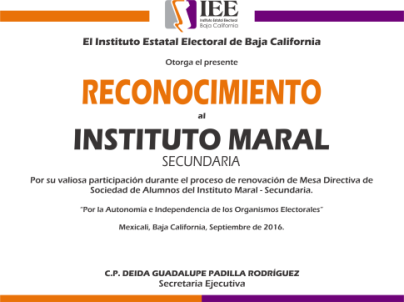 IEE
Instituto Estatal Electoral
Baja California
El Instituto Estatal Electoral de Baja California
Otorga el presente
RECONOCIMIENTO
al
INSTITUTO MARAL
SECUNDARIA
Por su valiosa participación durante el proceso de renovación de Mesa Directiva de
Sociedad de Alumnos del Instituto Maral - Secundaria.
"Por la Autonomia e Independencia de los Organismos Electorales"
Mexicali, Baja California, Septiembre de 2016.
C.P. DEIDA GUADALUPE PADILLA RODRÍGUEZ
Secretaria Ejecutiva